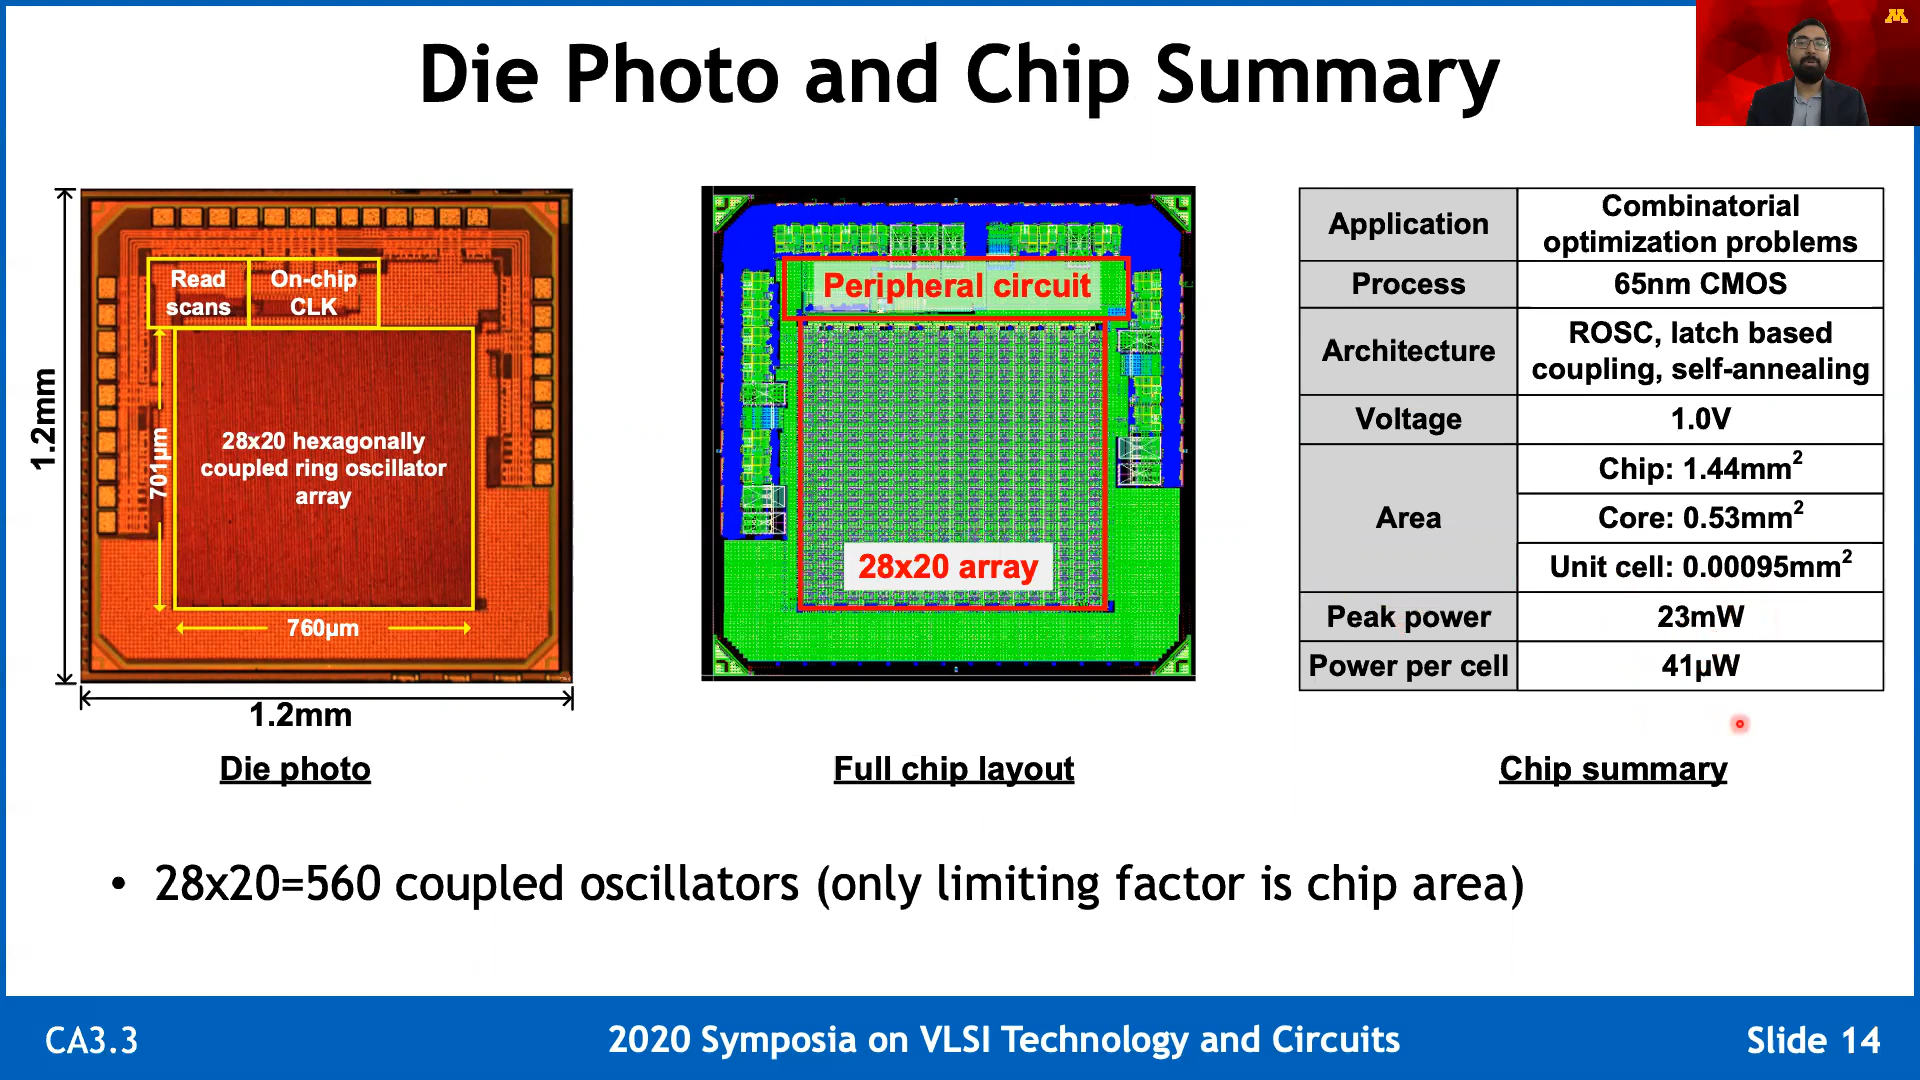 Die Photo and Chip Summary
M
Read scans
On-chip CLK
28x20 hexagonally
coupled ring oscillator
array
701µm
760µm
1.2mm
1.2mm
Die photo
Peripheral circuit
28x20 array
Full chip layout
Application
Combinatorial
optimization problems
Process
65nm CMOS
Architecture
ROSC, latch based
coupling, self-annealing
Voltage
1.0V
Area
Chip: 1.44mm²
Core: 0.53mm²
Unit cell: 0.00095mm²
Peak power
23mW
Power per cell
41µW
Chip summary
• 28x20=560 coupled oscillators (only limiting factor is chip area)
CA3.3
2020 Symposia on VLSI Technology and Circuits
Slide 14